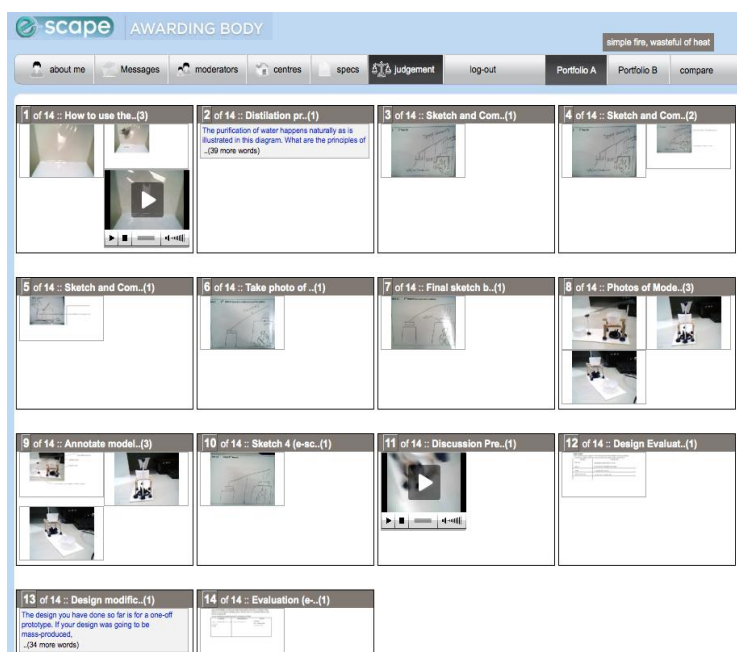 e-scape AWARDING BODY
simple fire, wasteful of heat
about me Messages moderators centres specs judgement log-out Portfolio A Portfolio B compare
1 of 14 :: How to use the..(3)
2 of 14 :: Distilation pr..(1)
The purification of water happens naturally as is
illustrated in this diagram. What are the principles of
..(39 more words)
3 of 14 :: Sketch and Com..(1)
4 of 14 :: Sketch and Com..(2)
5 of 14 :: Sketch and Com..(1)
6 of 14 :: Take photo of ..(1)
7 of 14 :: Final sketch b..(1)
8 of 14 :: Photos of Mode..(3)
9 of 14 :: Annotate model..(3)
10 of 14 :: Sketch 4 (e-sc..(1)
11 of 14 :: Discussion Pre..(1)
12 of 14 :: Design Evaluat..(1)
13 of 14 :: Design modific..(1)
The design you have done so far is for a one-off
prototype. If your design was going to be
mass-produced,
..(34 more words)
14 of 14 :: Evaluation (e-..(1)